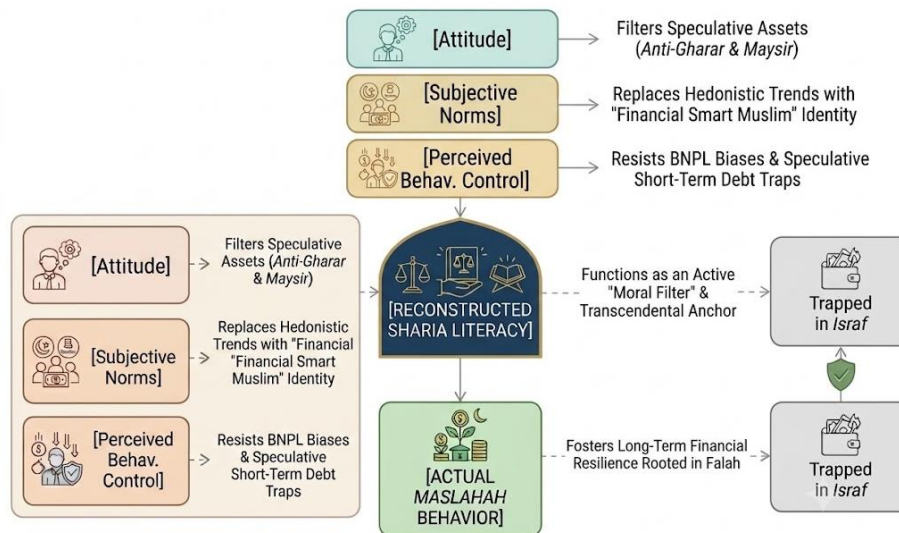 [Attitude]
Filters Speculative Assets
(Anti-Gharar & Maysir)
[Subjective
Norms]
Replaces Hedonistic Trends with
"Financial Smart Muslim" Identity
[Perceived
Behav. Control]
Resists BNPL Biases & Speculative
Short-Term Debt Traps
[Attitude]
Filters Speculative
Assets (Anti-Gharar
& Maysir)
[Subjective
Norms]
Replaces Hedonistic
Trends with "Financial
"Financial Smart
Muslim" Identity
[Perceived
Behav. Control]
Resists BNPL Biases
& Speculative
Short-Term Debt
Traps
[RECONSTRUCTED
SHARIA LITERACY]
Functions as an Active
"Moral Filter" &
Transcendental Anchor
Trapped
in Israf
[ACTUAL
MASLAHAH
BEHAVIOR]
Fosters Long-Term Financial
Resilience Rooted in Falah
Trapped
in Israf